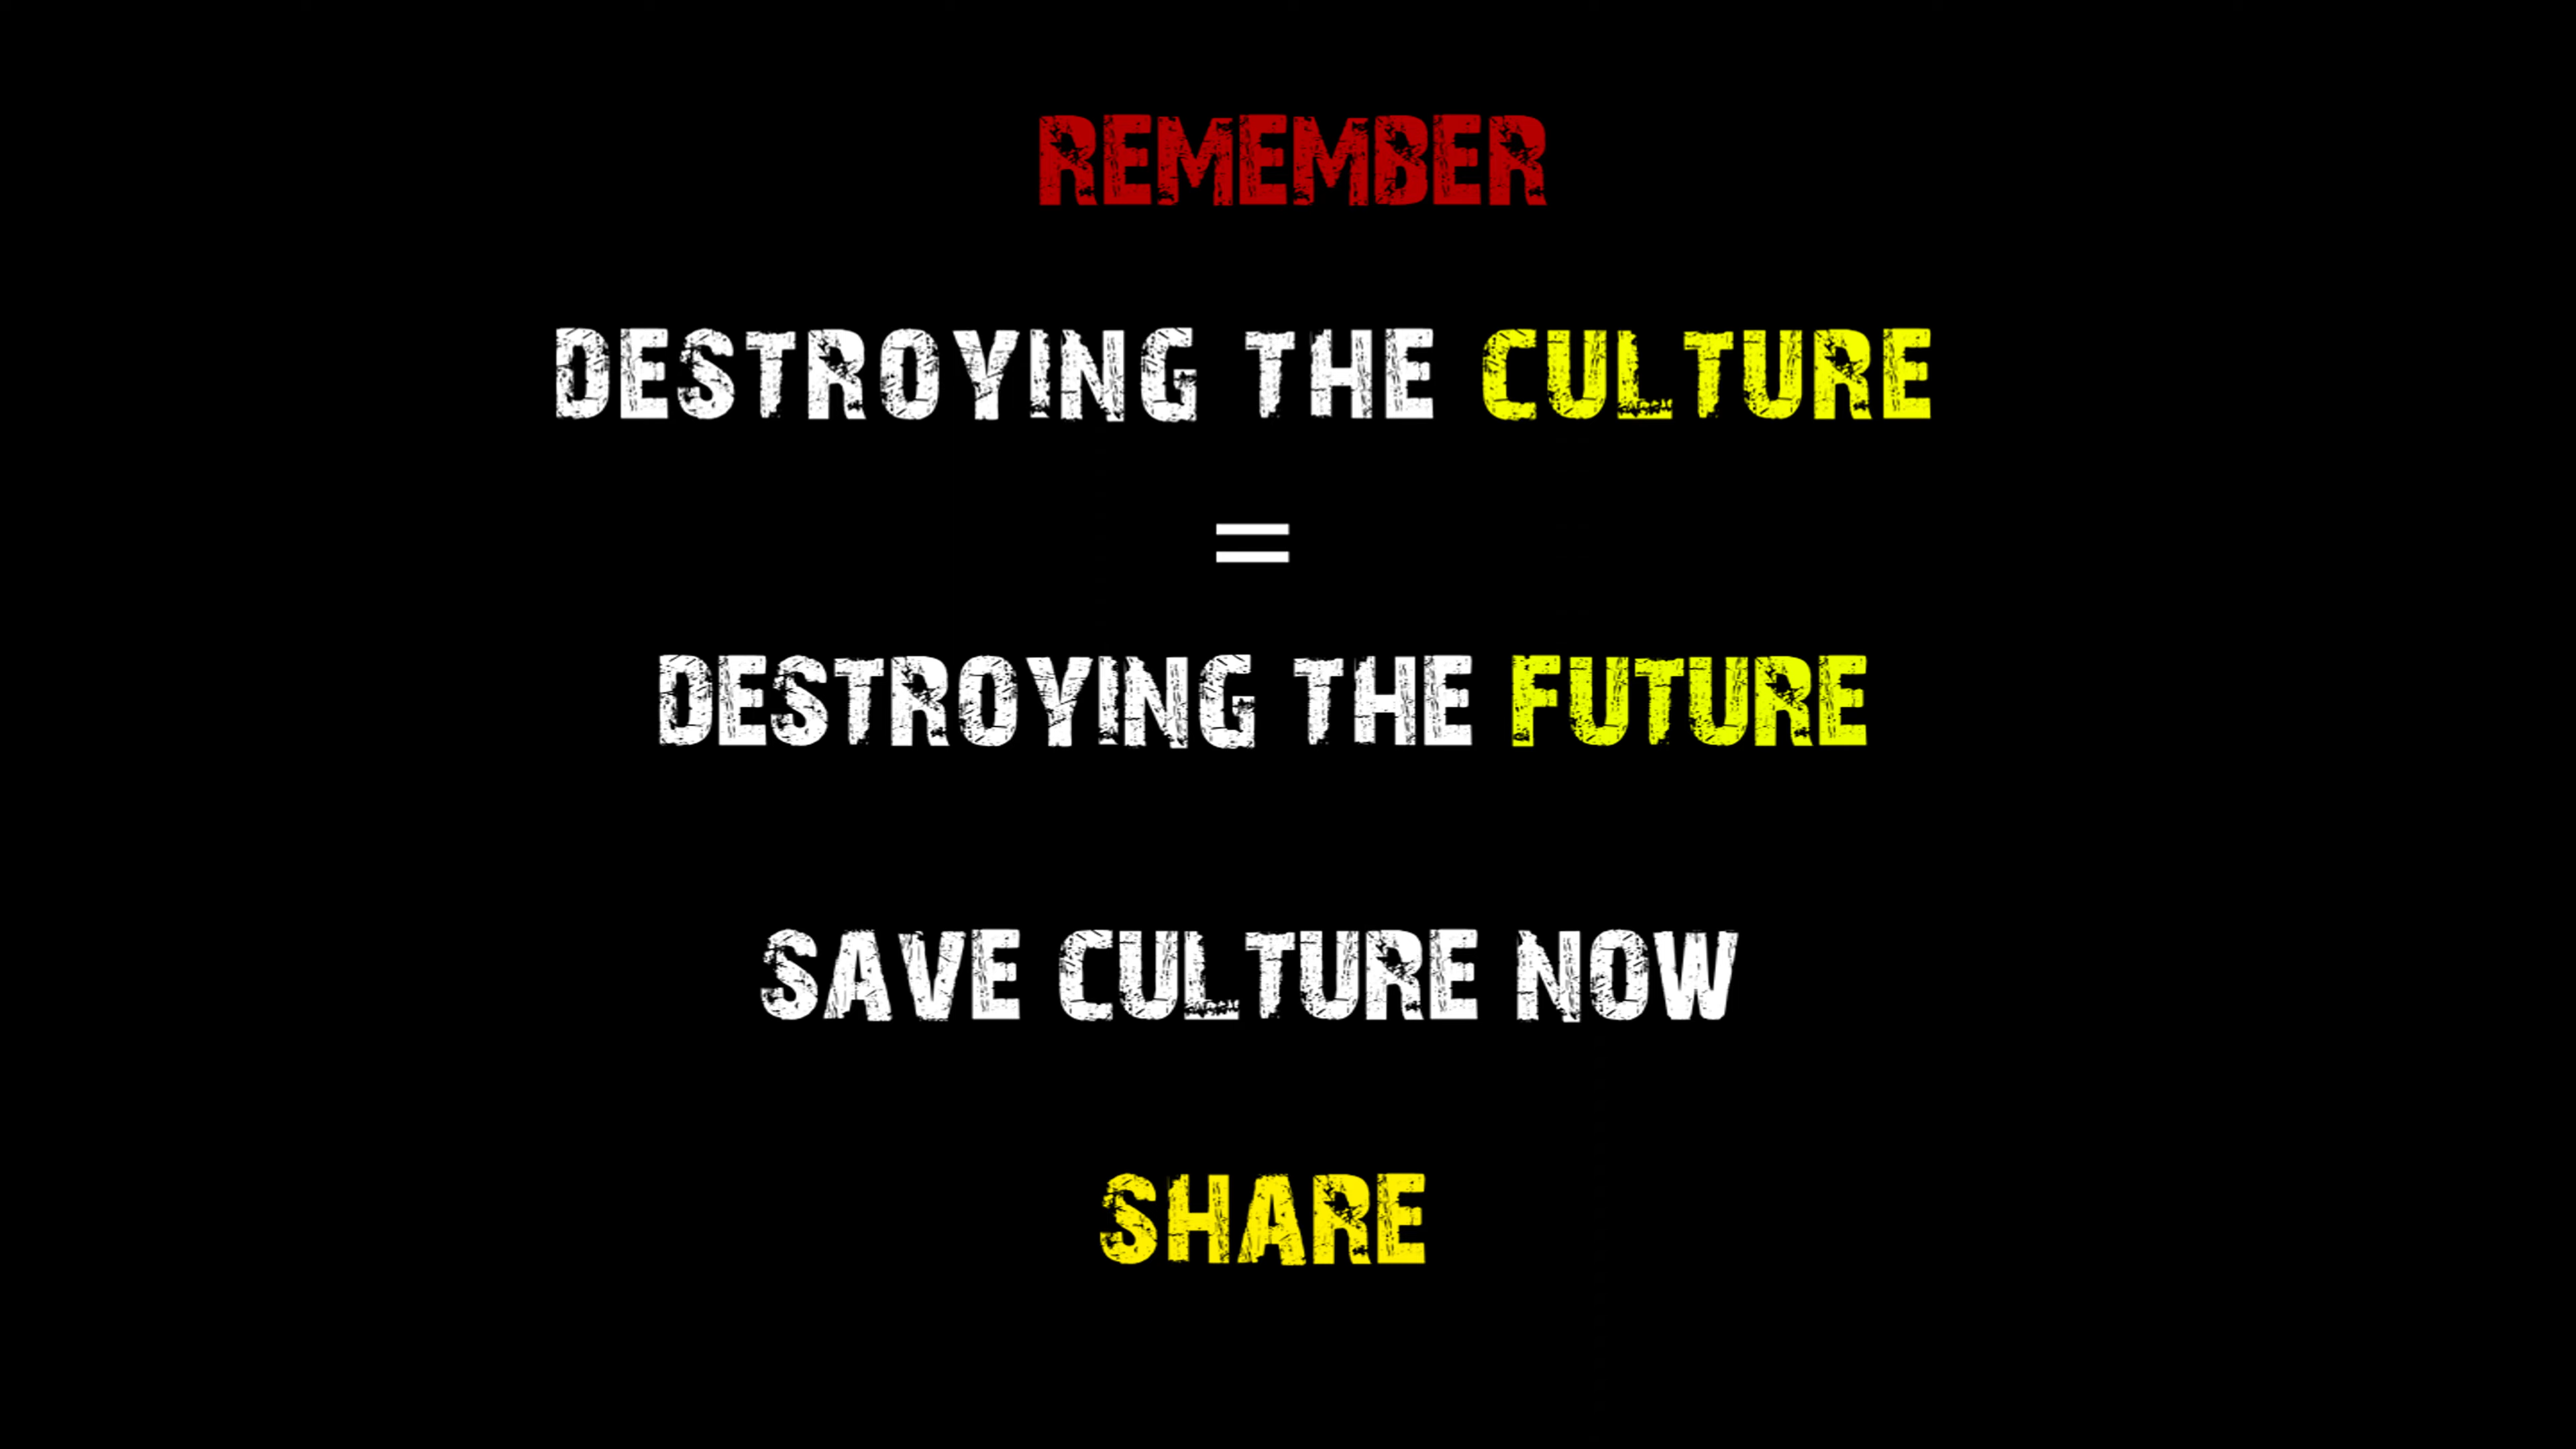 REMEMBER
DESTROYING THE CULTURE
=
DESTROYING THE FUTURE
SAVE CULTURE NOW
SHARE